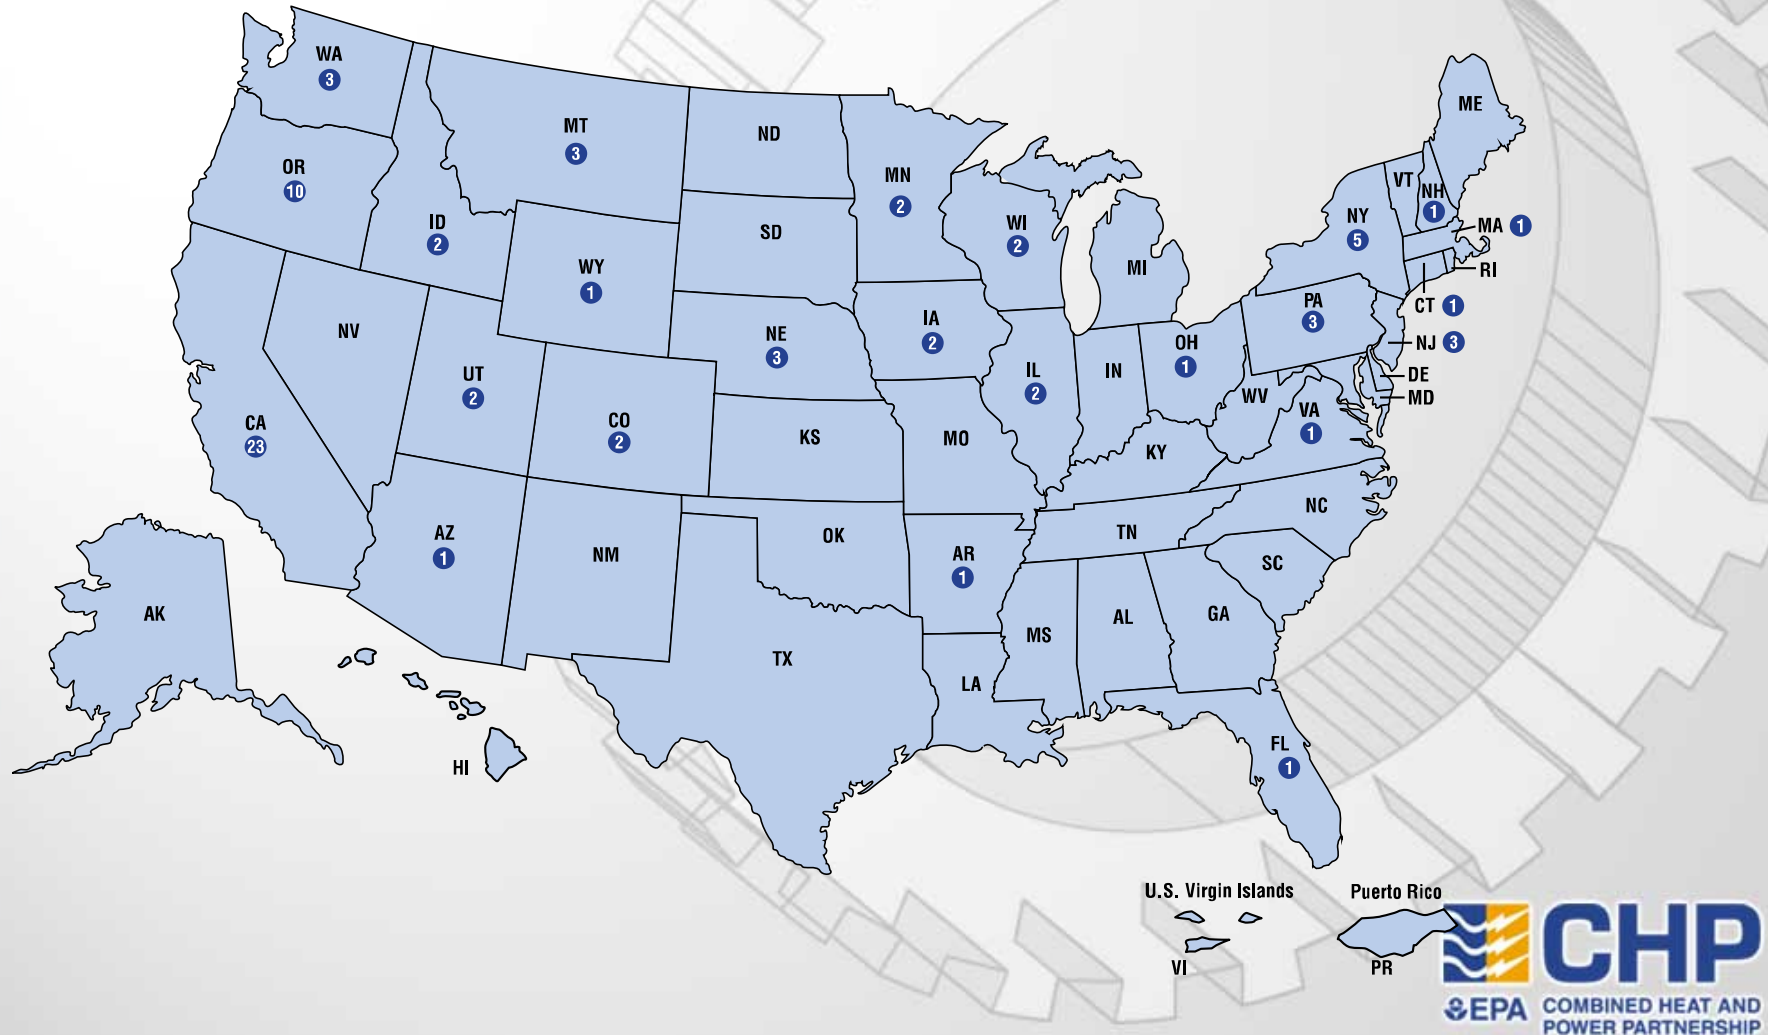 WA
3
OR
10
MT
3
ID
2
WY
1
ND
SD
NE
3
MN
2
WI
2
MI
IA
2
NV
UT
2
CO
2
CA
23
KS
MO
IL
2
IN
OH
1
PA
3
NY
5
VT
NH
1
ME
MA 1
RI
CT 1
NJ 3
DE
MD
WV
VA
1
KY
NC
TN
SC
AZ
1
NM
OK
AR
1
TX
LA
MS
AL
GA
FL
1
AK
HI
U.S. Virgin Islands
VI
Puerto Rico
PR
CHP
EPA
COMBINED HEAT AND
POWER PARTNERSHIP